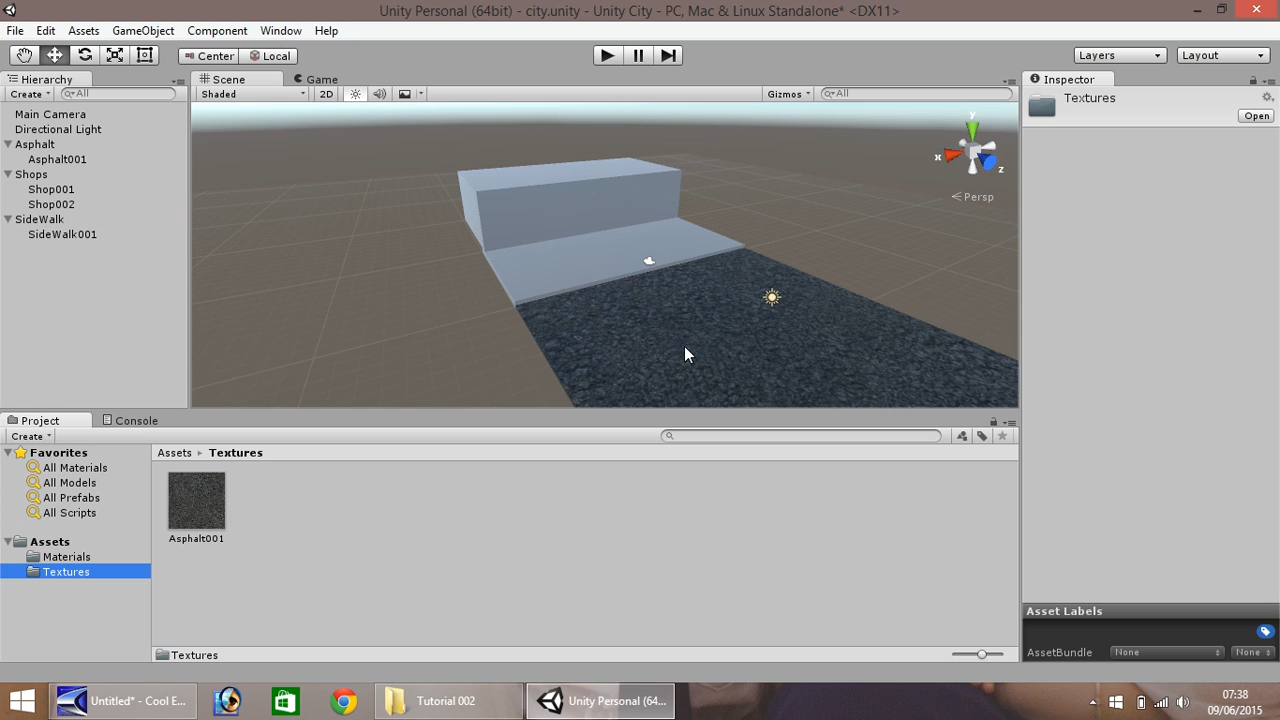 Unity Personal (64bit) - city.unity - Unity City - PC, Mac & Linux Standalone* <DX11>
File Edit Assets GameObject Component Window Help
Center Local Layers Layout
Hierarchy Scene Game Inspector
Create All Shaded 2D Gizmos All
Textures
Open
Main Camera
Directional Light
Asphalt
Asphalt001
Shops
Shop001
Shop002
SideWalk
SideWalk001
y
x
z
Persp
Project Console
Create
Favorites
All Materials
All Models
All Prefabs
All Scripts
Assets
Materials
Textures
Assets Textures
Asphalt001
Textures
Asset Labels
AssetBundle None None
Untitled* - Cool E...
Tutorial 002
Unity Personal (64...
07:38
09/06/2015